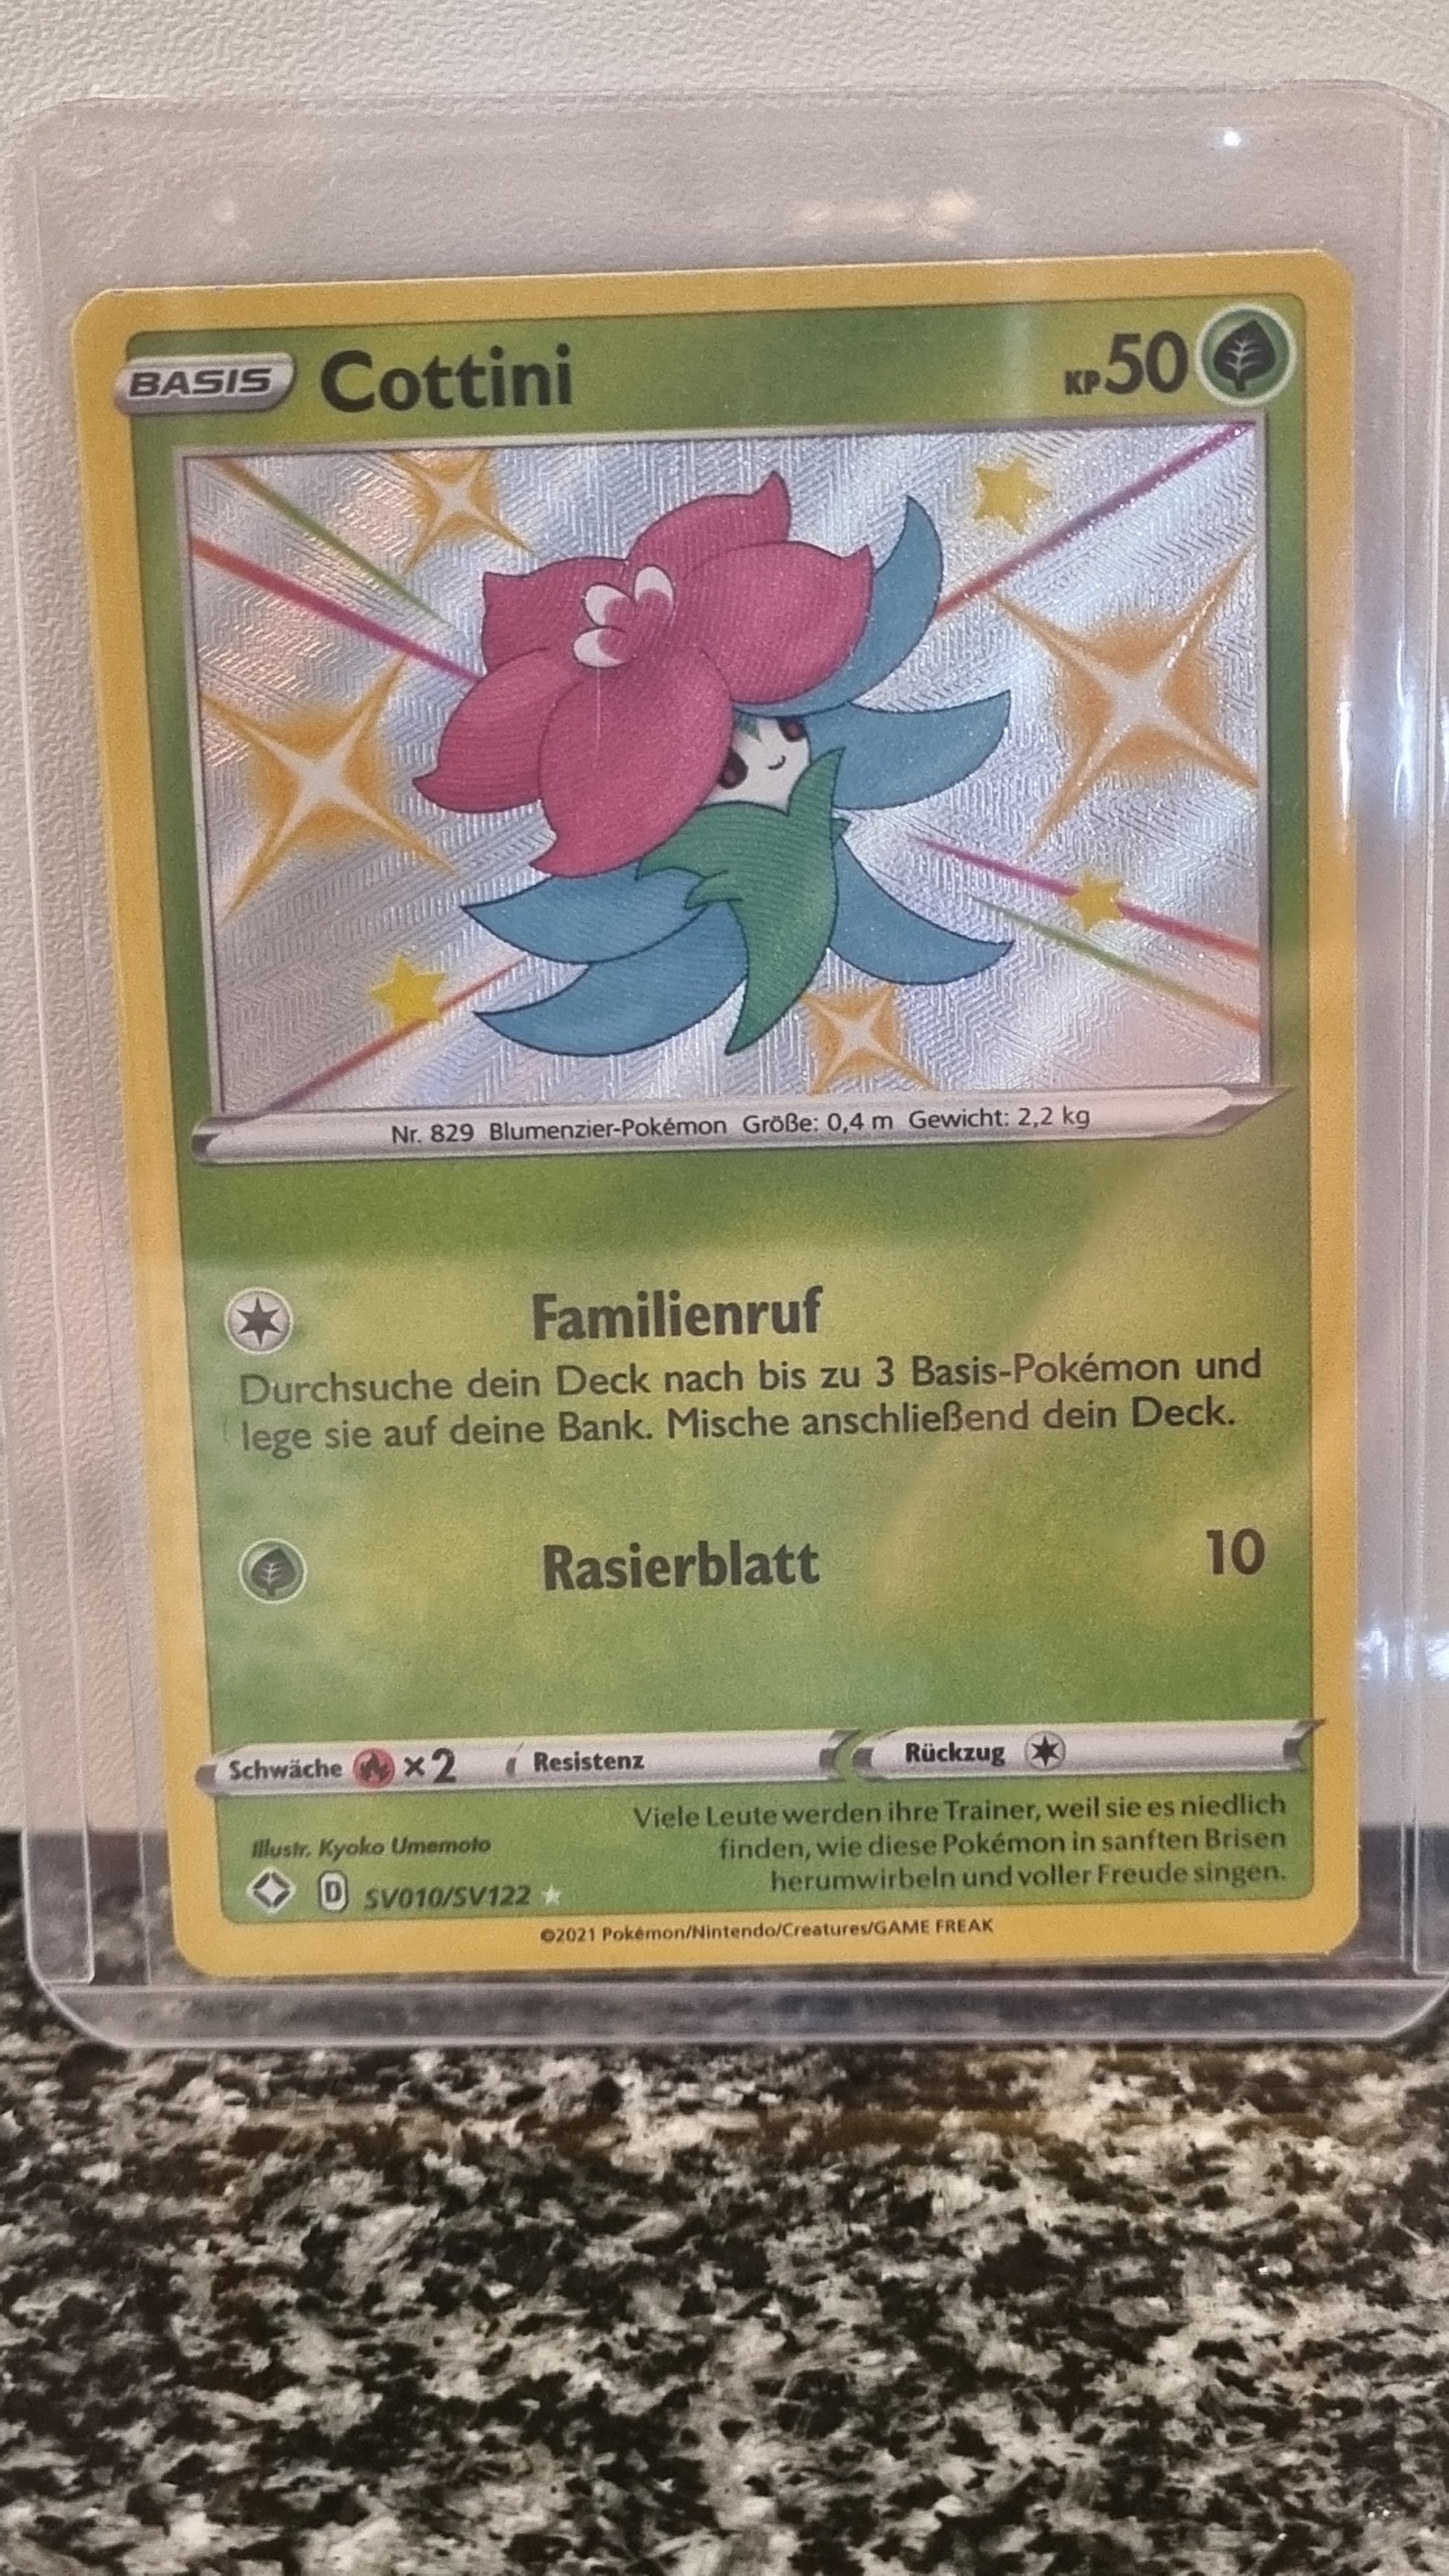 BASIS Cottini KP 50
Nr. 829 Blumenzier-Pokémon Größe: 0,4 m Gewicht: 2,2 kg
Familienruf
Durchsuche dein Deck nach bis zu 3 Basis-Pokémon und
lege sie auf deine Bank. Mische anschließend dein Deck.
Rasierblatt 10
Schwäche ×2 Resistenz Rückzug
Viele Leute werden ihre Trainer, weil sie es niedlich
finden, wie diese Pokémon in sanften Brisen
herumwirbeln und voller Freude singen.
Illustr. Kyoko Umemoto
D SV010/SV122
©2021 Pokémon/Nintendo/Creatures/GAME FREAK